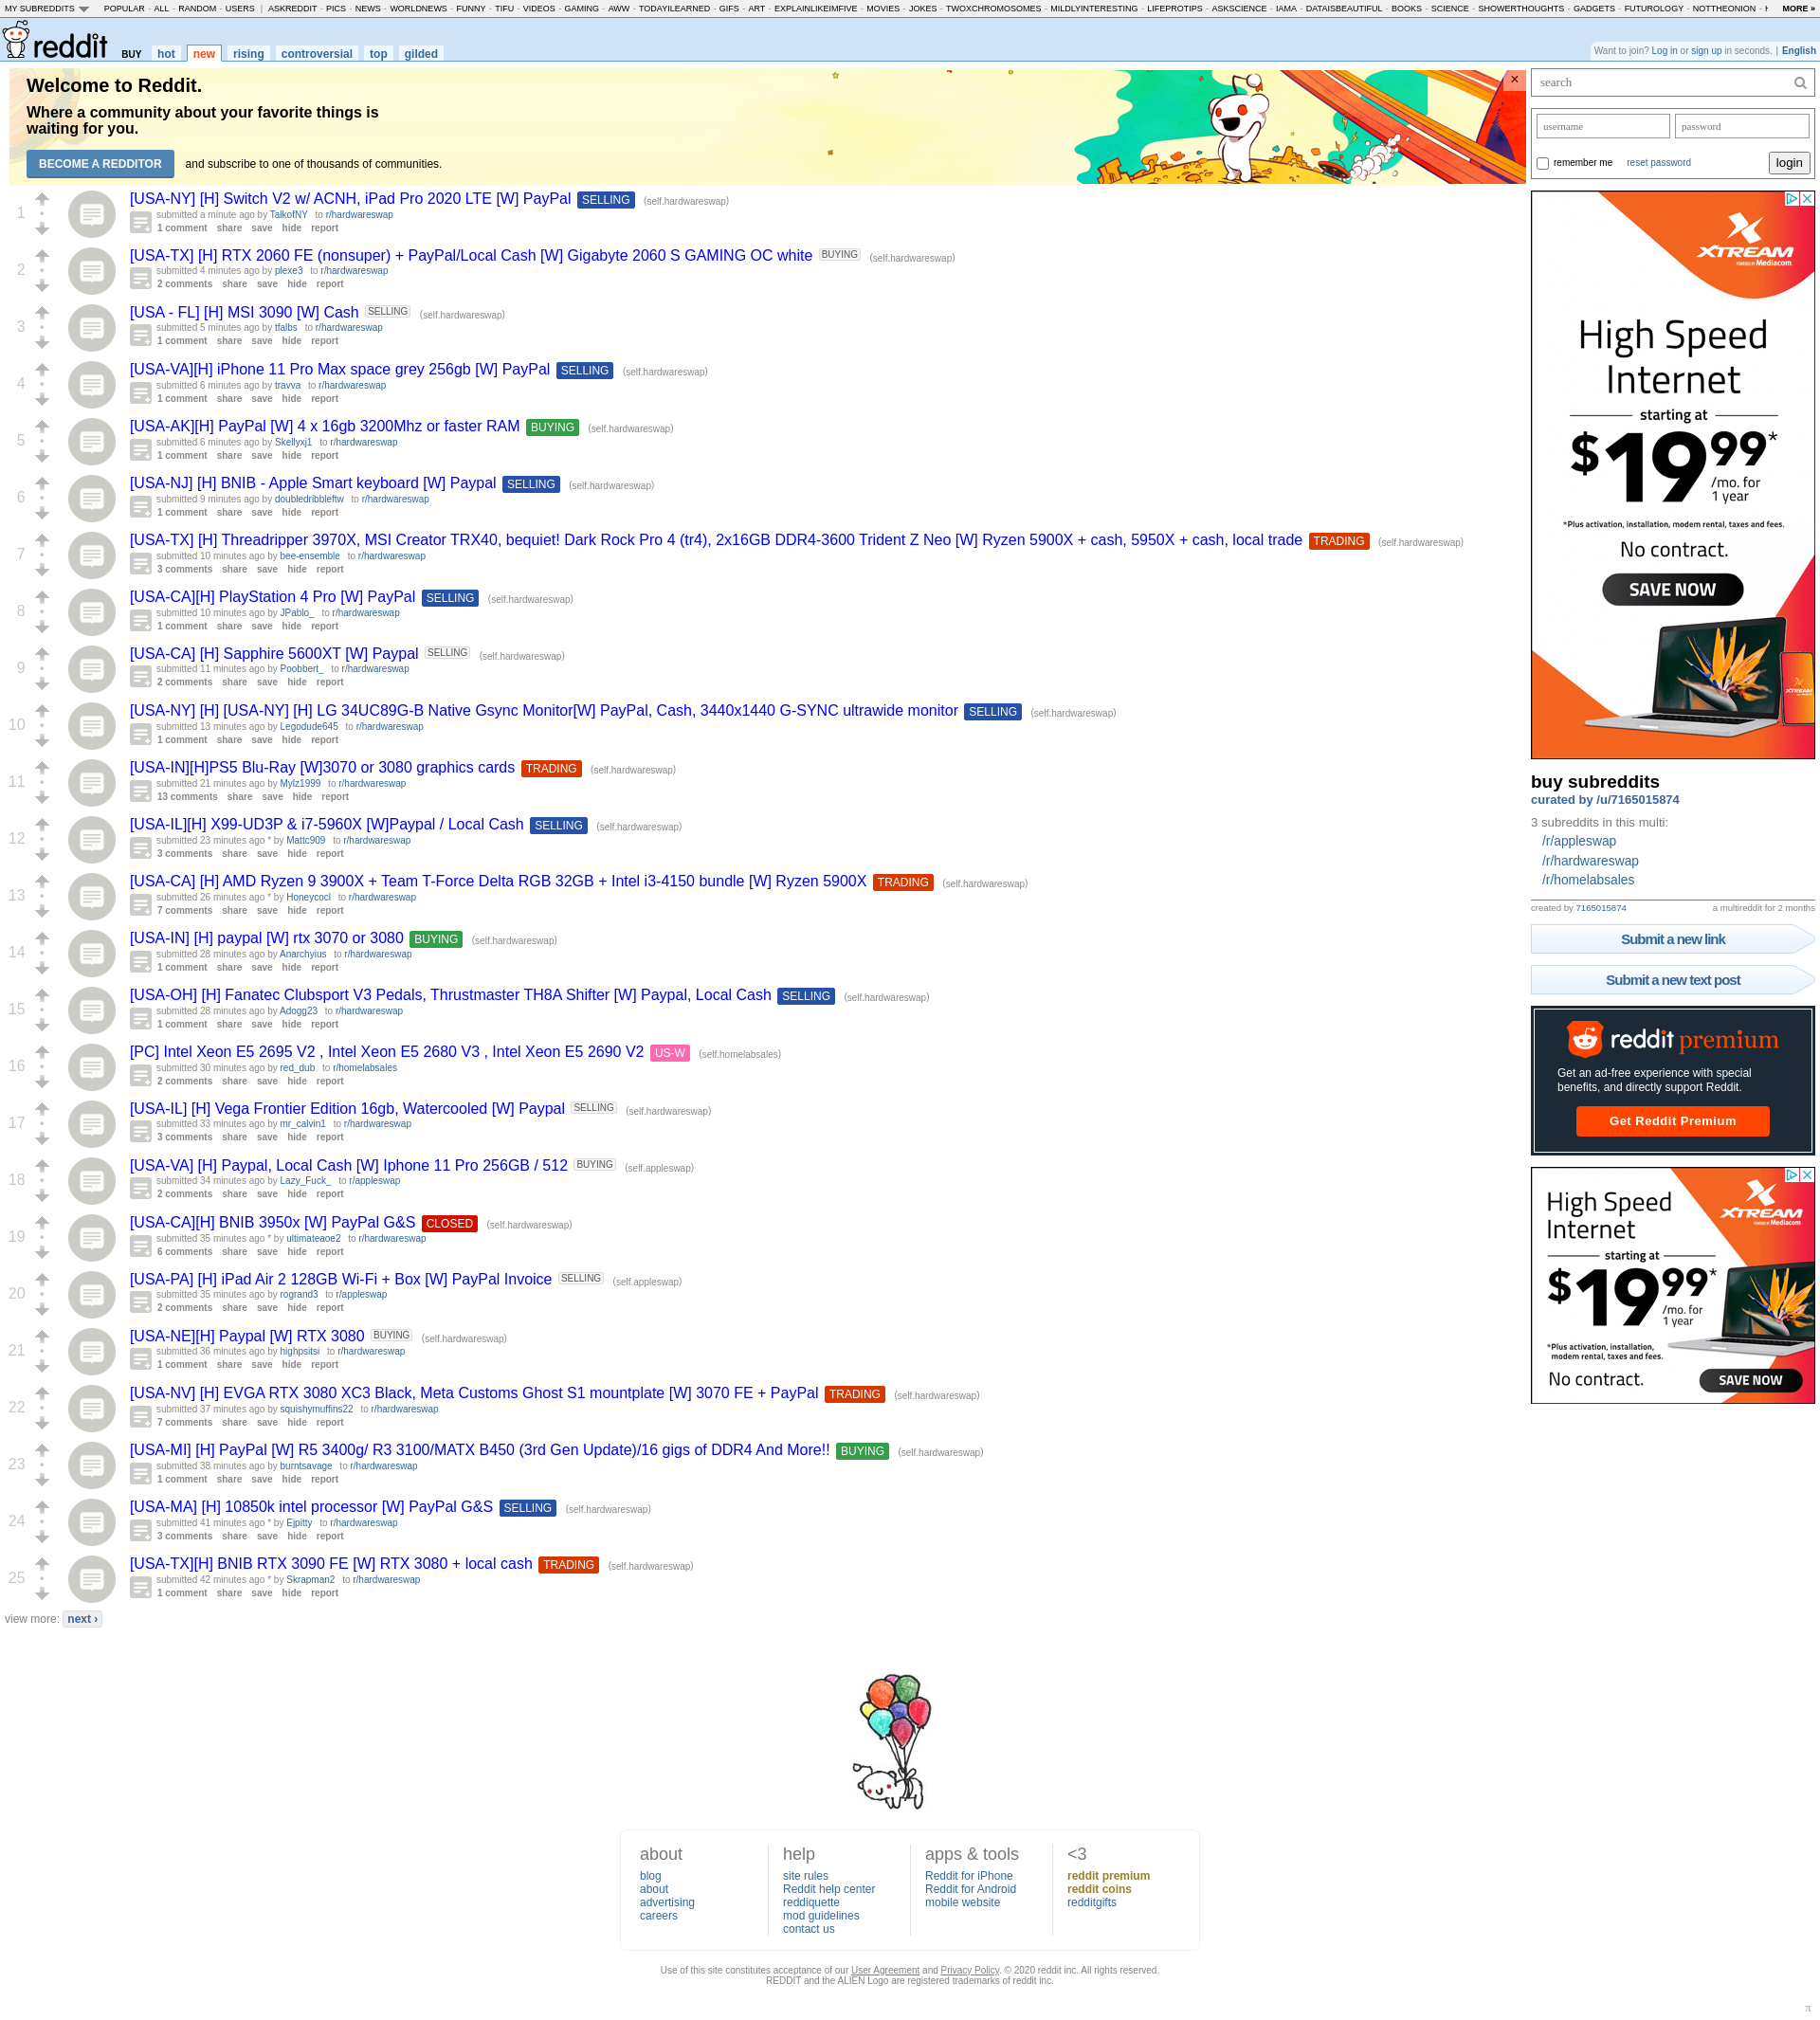 MY SUBREDDITS POPULAR - ALL - RANDOM - USERS | ASKREDDIT - PICS - NEWS - WORLDNEWS - FUNNY - TIFU - VIDEOS - GAMING - AWW - TODAYILEARNED - GIFS - ART - EXPLAINLIKEIMFIVE - MOVIES - JOKES - TWOXCHROMOSOMES - MILDLYINTERESTING - LIFEPROTIPS - ASKSCIENCE - IAMA - DATAISBEAUTIFUL - BOOKS - SCIENCE - SHOWERTHOUGHTS - GADGETS - FUTUROLOGY - NOTTHEONION - MORE »
reddit BUY hot new rising controversial top gilded
Want to join? Log in or sign up in seconds. | English
Welcome to Reddit.
Where a community about your favorite things is
waiting for you.
BECOME A REDDITOR and subscribe to one of thousands of communities.
×
1
[USA-NY] [H] Switch V2 w/ ACNH, iPad Pro 2020 LTE [W] PayPal SELLING (self.hardwareswap)
submitted a minute ago by TalkofNY to r/hardwareswap
1 comment share save hide report
2
[USA-TX] [H] RTX 2060 FE (nonsuper) + PayPal/Local Cash [W] Gigabyte 2060 S GAMING OC white BUYING (self.hardwareswap)
submitted 4 minutes ago by plexe3 to r/hardwareswap
2 comments share save hide report
3
[USA - FL] [H] MSI 3090 [W] Cash SELLING (self.hardwareswap)
submitted 5 minutes ago by tfalbs to r/hardwareswap
1 comment share save hide report
4
[USA-VA][H] iPhone 11 Pro Max space grey 256gb [W] PayPal SELLING (self.hardwareswap)
submitted 6 minutes ago by travva to r/hardwareswap
1 comment share save hide report
5
[USA-AK][H] PayPal [W] 4 x 16gb 3200Mhz or faster RAM BUYING (self.hardwareswap)
submitted 6 minutes ago by Skellyxj1 to r/hardwareswap
1 comment share save hide report
6
[USA-NJ] [H] BNIB - Apple Smart keyboard [W] Paypal SELLING (self.hardwareswap)
submitted 9 minutes ago by doubledribbleftw to r/hardwareswap
1 comment share save hide report
7
[USA-TX] [H] Threadripper 3970X, MSI Creator TRX40, bequiet! Dark Rock Pro 4 (tr4), 2x16GB DDR4-3600 Trident Z Neo [W] Ryzen 5900X + cash, 5950X + cash, local trade TRADING (self.hardwareswap)
submitted 10 minutes ago by bee-ensemble to r/hardwareswap
3 comments share save hide report
8
[USA-CA][H] PlayStation 4 Pro [W] PayPal SELLING (self.hardwareswap)
submitted 10 minutes ago by JPablo_ to r/hardwareswap
1 comment share save hide report
9
[USA-CA] [H] Sapphire 5600XT [W] Paypal SELLING (self.hardwareswap)
submitted 11 minutes ago by Poobbert_ to r/hardwareswap
2 comments share save hide report
10
[USA-NY] [H] [USA-NY] [H] LG 34UC89G-B Native Gsync Monitor[W] PayPal, Cash, 3440x1440 G-SYNC ultrawide monitor SELLING (self.hardwareswap)
submitted 13 minutes ago by Legodude645 to r/hardwareswap
1 comment share save hide report
11
[USA-IN][H]PS5 Blu-Ray [W]3070 or 3080 graphics cards TRADING (self.hardwareswap)
submitted 21 minutes ago by Mylz1999 to r/hardwareswap
13 comments share save hide report
12
[USA-IL][H] X99-UD3P & i7-5960X [W]Paypal / Local Cash SELLING (self.hardwareswap)
submitted 23 minutes ago * by Mattc909 to r/hardwareswap
3 comments share save hide report
13
[USA-CA] [H] AMD Ryzen 9 3900X + Team T-Force Delta RGB 32GB + Intel i3-4150 bundle [W] Ryzen 5900X TRADING (self.hardwareswap)
submitted 26 minutes ago * by Honeycocl to r/hardwareswap
7 comments share save hide report
14
[USA-IN] [H] paypal [W] rtx 3070 or 3080 BUYING (self.hardwareswap)
submitted 28 minutes ago by Anarchyius to r/hardwareswap
1 comment share save hide report
15
[USA-OH] [H] Fanatec Clubsport V3 Pedals, Thrustmaster TH8A Shifter [W] Paypal, Local Cash SELLING (self.hardwareswap)
submitted 28 minutes ago by Adogg23 to r/hardwareswap
1 comment share save hide report
16
[PC] Intel Xeon E5 2695 V2 , Intel Xeon E5 2680 V3 , Intel Xeon E5 2690 V2 US-W (self.homelabsales)
submitted 30 minutes ago by red_dub to r/homelabsales
2 comments share save hide report
17
[USA-IL] [H] Vega Frontier Edition 16gb, Watercooled [W] Paypal SELLING (self.hardwareswap)
submitted 33 minutes ago by mr_calvin1 to r/hardwareswap
3 comments share save hide report
18
[USA-VA] [H] Paypal, Local Cash [W] Iphone 11 Pro 256GB / 512 BUYING (self.appleswap)
submitted 34 minutes ago by Lazy_Fuck_ to r/appleswap
2 comments share save hide report
19
[USA-CA][H] BNIB 3950x [W] PayPal G&S CLOSED (self.hardwareswap)
submitted 35 minutes ago * by ultimateaoe2 to r/hardwareswap
6 comments share save hide report
20
[USA-PA] [H] iPad Air 2 128GB Wi-Fi + Box [W] PayPal Invoice SELLING (self.appleswap)
submitted 35 minutes ago by rogrand3 to r/appleswap
2 comments share save hide report
21
[USA-NE][H] Paypal [W] RTX 3080 BUYING (self.hardwareswap)
submitted 36 minutes ago by highpsitsi to r/hardwareswap
1 comment share save hide report
22
[USA-NV] [H] EVGA RTX 3080 XC3 Black, Meta Customs Ghost S1 mountplate [W] 3070 FE + PayPal TRADING (self.hardwareswap)
submitted 37 minutes ago by squishymuffins22 to r/hardwareswap
7 comments share save hide report
23
[USA-MI] [H] PayPal [W] R5 3400g/ R3 3100/MATX B450 (3rd Gen Update)/16 gigs of DDR4 And More!! BUYING (self.hardwareswap)
submitted 38 minutes ago by burntsavage to r/hardwareswap
1 comment share save hide report
24
[USA-MA] [H] 10850k intel processor [W] PayPal G&S SELLING (self.hardwareswap)
submitted 41 minutes ago * by Ejpitty to r/hardwareswap
3 comments share save hide report
25
[USA-TX][H] BNIB RTX 3090 FE [W] RTX 3080 + local cash TRADING (self.hardwareswap)
submitted 42 minutes ago * by Skrapman2 to r/hardwareswap
1 comment share save hide report
view more: next ›
search
username password
remember me reset password login
XTREAM
POWERED BY Mediacom
High Speed
Internet
starting at
$19.99*
/mo. for
1 year
*Plus activation, installation, modem rental, taxes and fees.
No contract.
SAVE NOW
XTREAM
buy subreddits
curated by /u/7165015874
3 subreddits in this multi:
/r/appleswap
/r/hardwareswap
/r/homelabsales
created by 7165015874 a multireddit for 2 months
Submit a new link
Submit a new text post
reddit premium
Get an ad-free experience with special
benefits, and directly support Reddit.
Get Reddit Premium
High Speed
Internet
XTREAM
POWERED BY Mediacom
starting at
$19.99*
/mo. for
1 year
*Plus activation, installation,
modem rental, taxes and fees.
No contract.
SAVE NOW
about
blog
about
advertising
careers
help
site rules
Reddit help center
reddiquette
mod guidelines
contact us
apps & tools
Reddit for iPhone
Reddit for Android
mobile website
<3
reddit premium
reddit coins
redditgifts
Use of this site constitutes acceptance of our User Agreement and Privacy Policy. © 2020 reddit inc. All rights reserved.
REDDIT and the ALIEN Logo are registered trademarks of reddit inc.
π